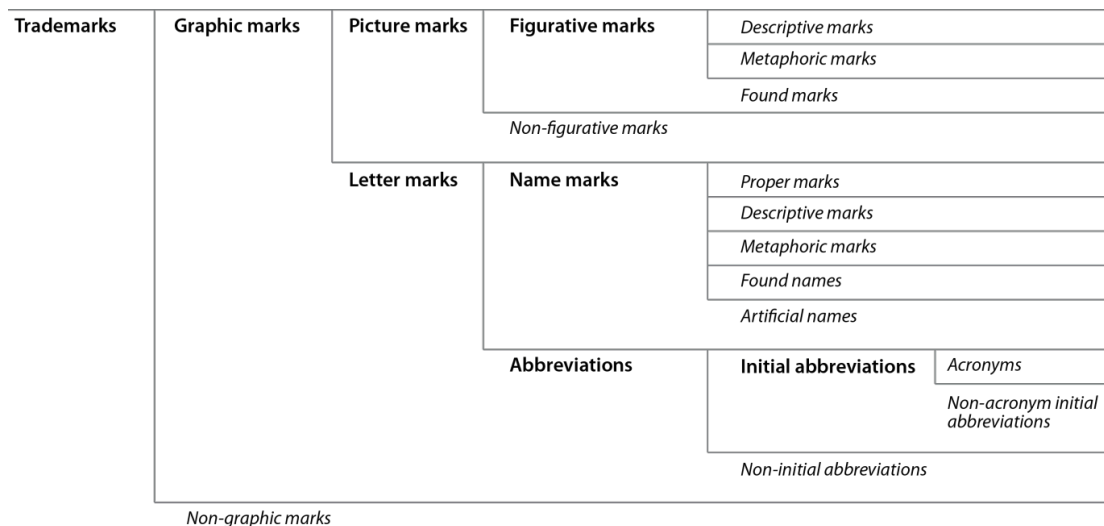 Trademarks Graphic marks Picture marks Figurative marks Descriptive marks
Metaphoric marks
Found marks
Non-figurative marks
Letter marks Name marks Proper marks
Descriptive marks
Metaphoric marks
Found names
Artificial names
Abbreviations Initial abbreviations Acronyms
Non-acronym initial
abbreviations
Non-initial abbreviations
Non-graphic marks